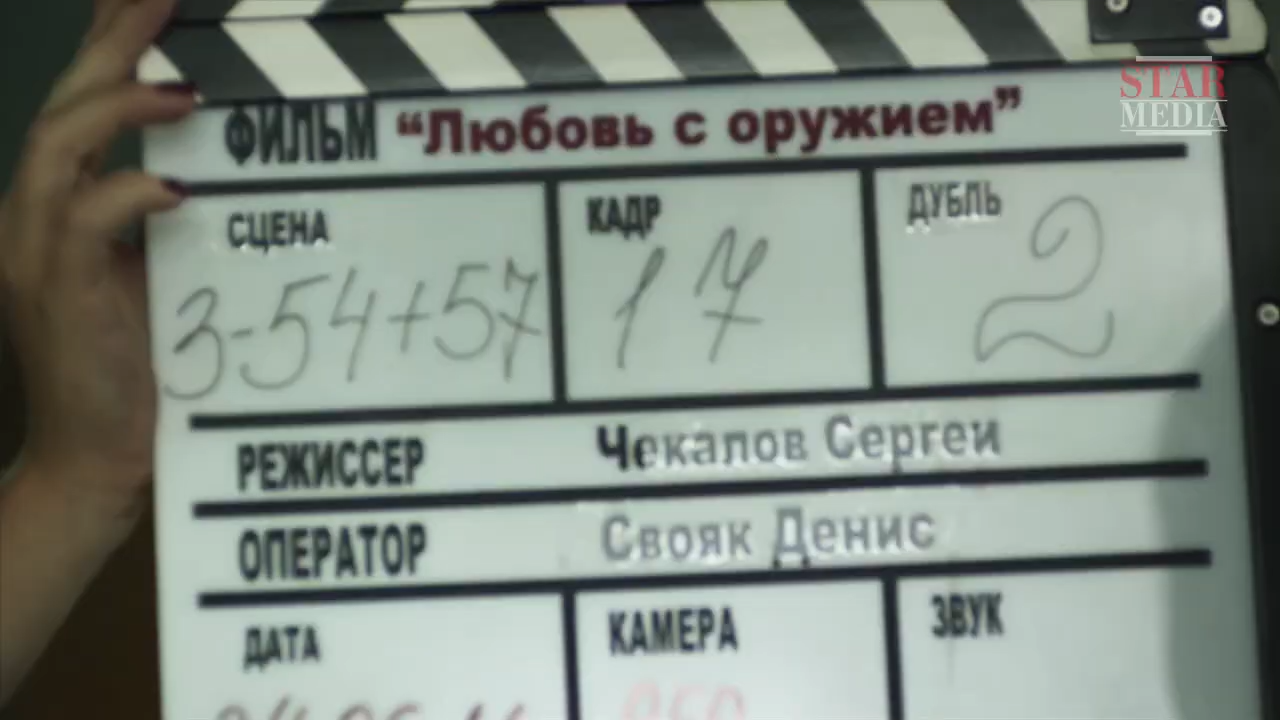 STAR
MEDIA
ФИЛЬМ “Любовь с оружием”
СЦЕНА КАДР ДУБЛЬ
3-54+57 17 2
РЕЖИССЕР Чекалов Сергей
ОПЕРАТОР Свояк Денис
ДАТА КАМЕРА ЗВУК